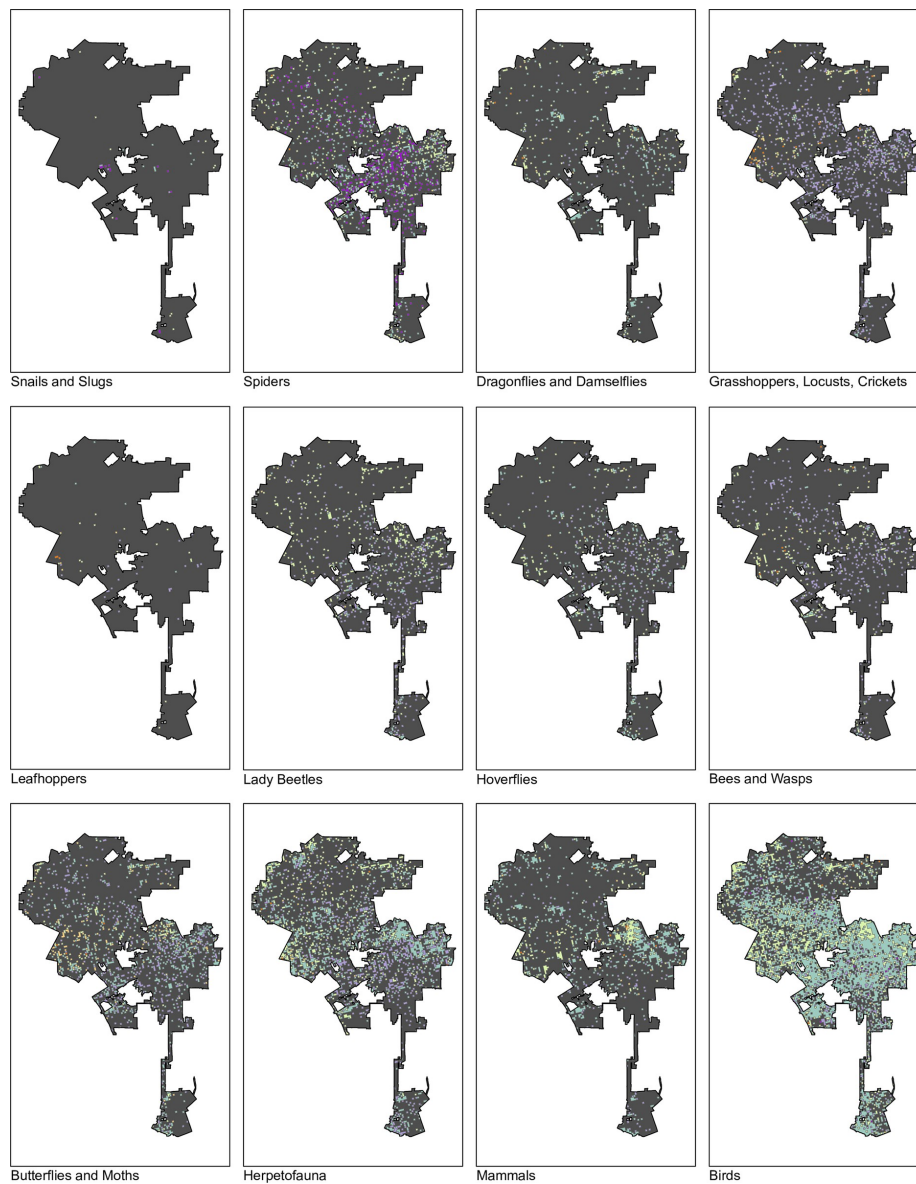 Snails and Slugs
Spiders
Dragonflies and Damselflies
Grasshoppers, Locusts, Crickets
Leafhoppers
Lady Beetles
Hoverflies
Bees and Wasps
Butterflies and Moths
Herpetofauna
Mammals
Birds